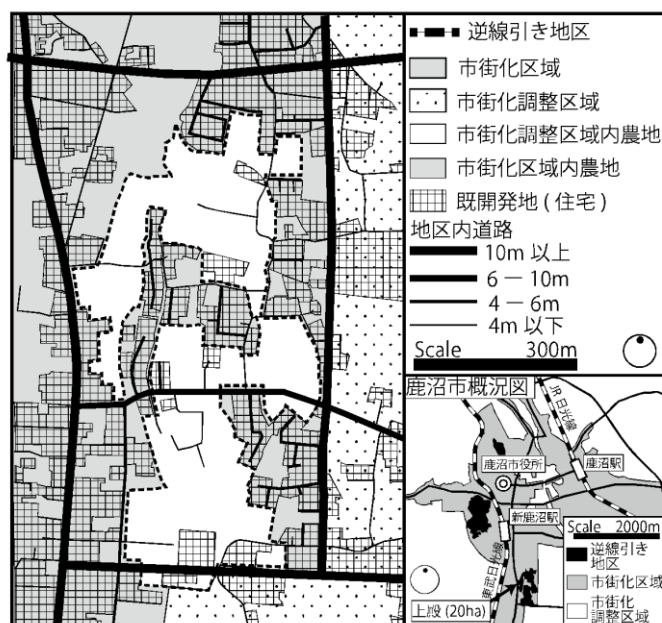 逆線引き地区
市街化区域
市街化調整区域
市街化調整区域内農地
市街化区域内農地
既開発地(住宅)
地区内道路
10m 以上
6 − 10m
4 − 6m
4m 以下
Scale 300m
鹿沼市概況図
JR日光線
鹿沼市役所
鹿沼駅
新鹿沼駅
東武日光線
上殿(20ha)
Scale 2000m
逆線引き
地区
市街化区域
市街化
調整区域